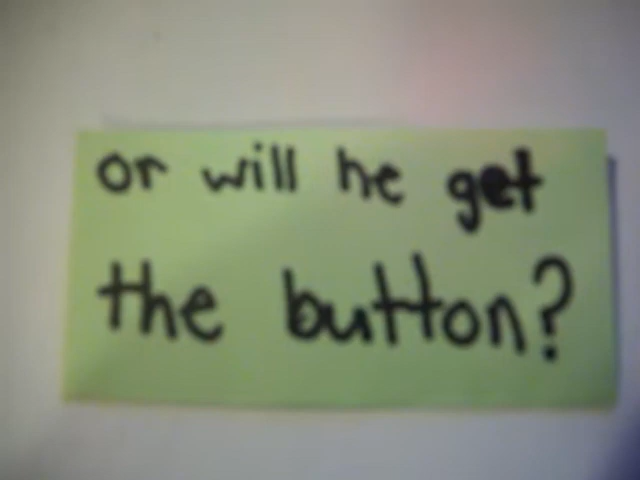 or will he get
the button?